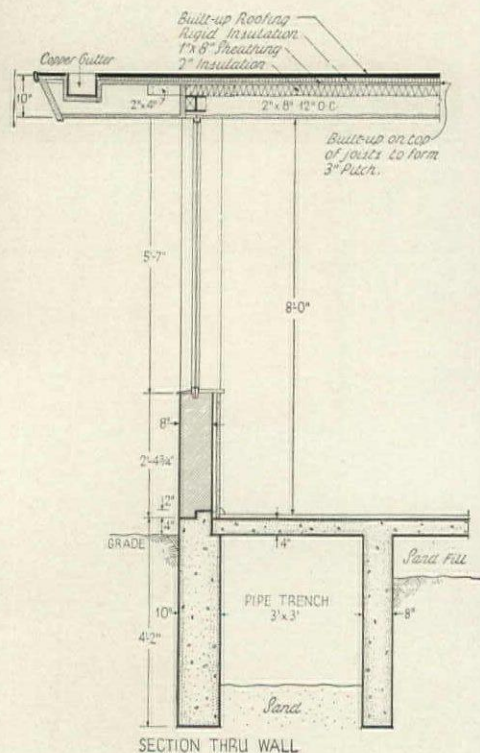 Built-up Roofing
Rigid Insulation
1"x 8" Sheathing
2" Insulation
Copper Gutter
10"
2"x 4"
2"x 8" 12" O-C-
Built-up on top
of joists to form
3" Pitch.
5'-7"
8'-0"
8"
2'-4¾"
2"
4"
GRADE
4"
Sand Fill
PIPE TRENCH
3'x 3'
10"
8"
4'-2"
Sand
SECTION THRU WALL